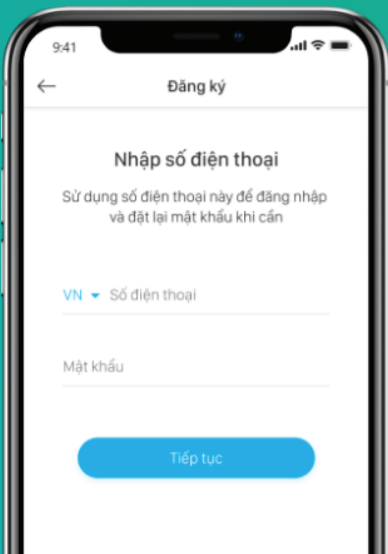 9:41
Đăng ký
Nhập số điện thoại
Sử dụng số điện thoại này để đăng nhập
và đặt lại mật khẩu khi cần
VN Số điện thoại
Mật khẩu
Tiếp tục